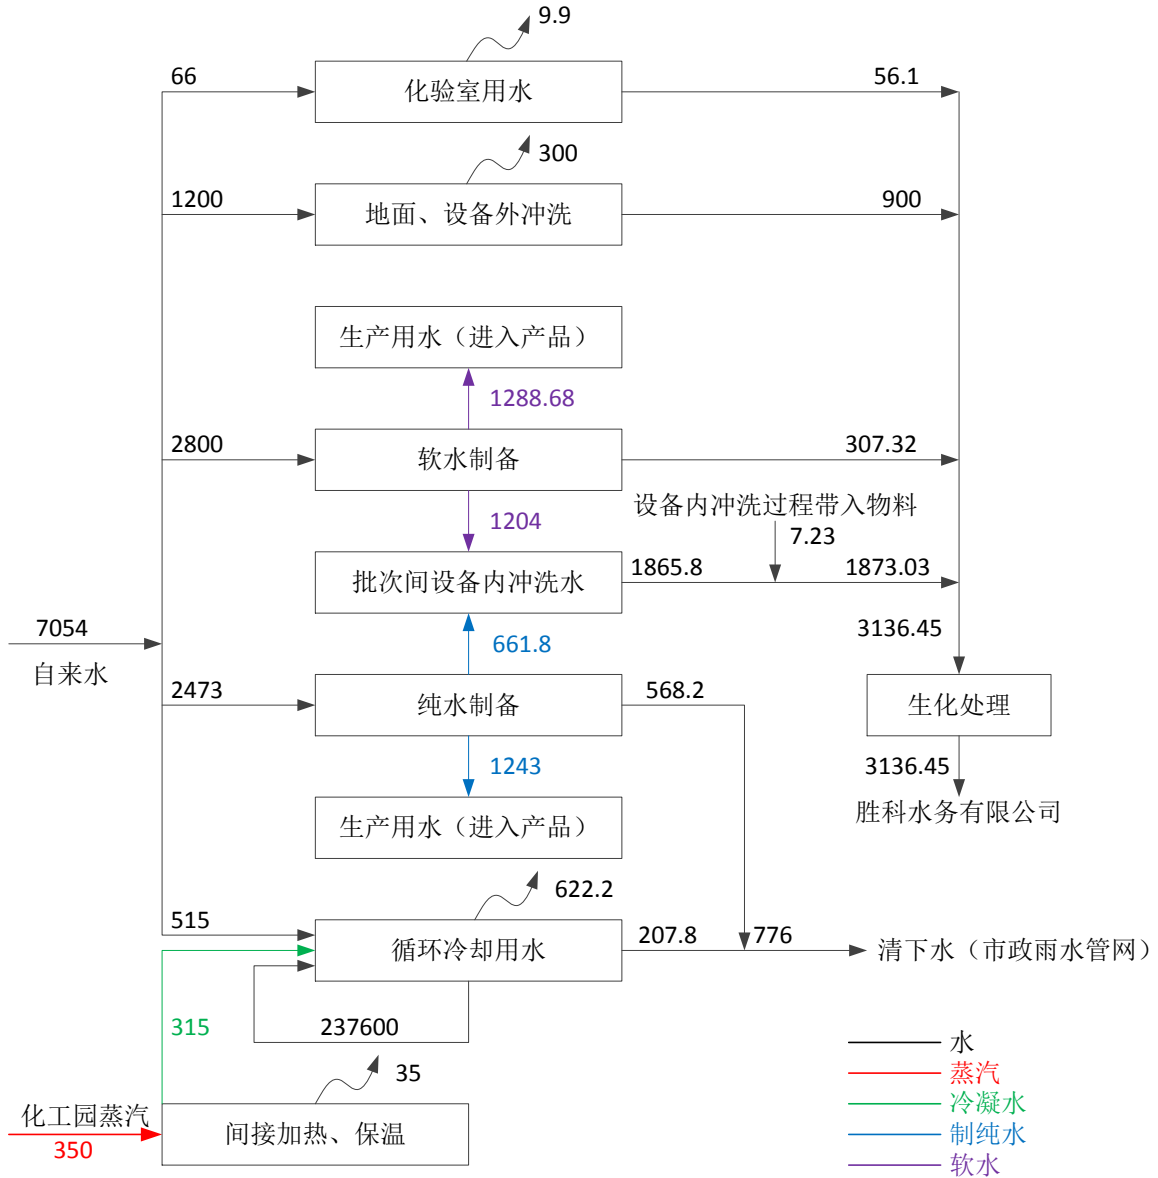 9.9
66
化验室用水
56.1
300
1200
地面、设备外冲洗
900
生产用水（进入产品）
1288.68
2800
软水制备
307.32
设备内冲洗过程带入物料
1204
7.23
批次间设备内冲洗水
1865.8
1873.03
7054
自来水
661.8
3136.45
2473
纯水制备
568.2
生化处理
1243
3136.45
生产用水（进入产品）
胜科水务有限公司
622.2
515
循环冷却用水
207.8
776
清下水（市政雨水管网）
315
237600
水
35
蒸汽
化工园蒸汽
350
间接加热、保温
冷凝水
制纯水
软水